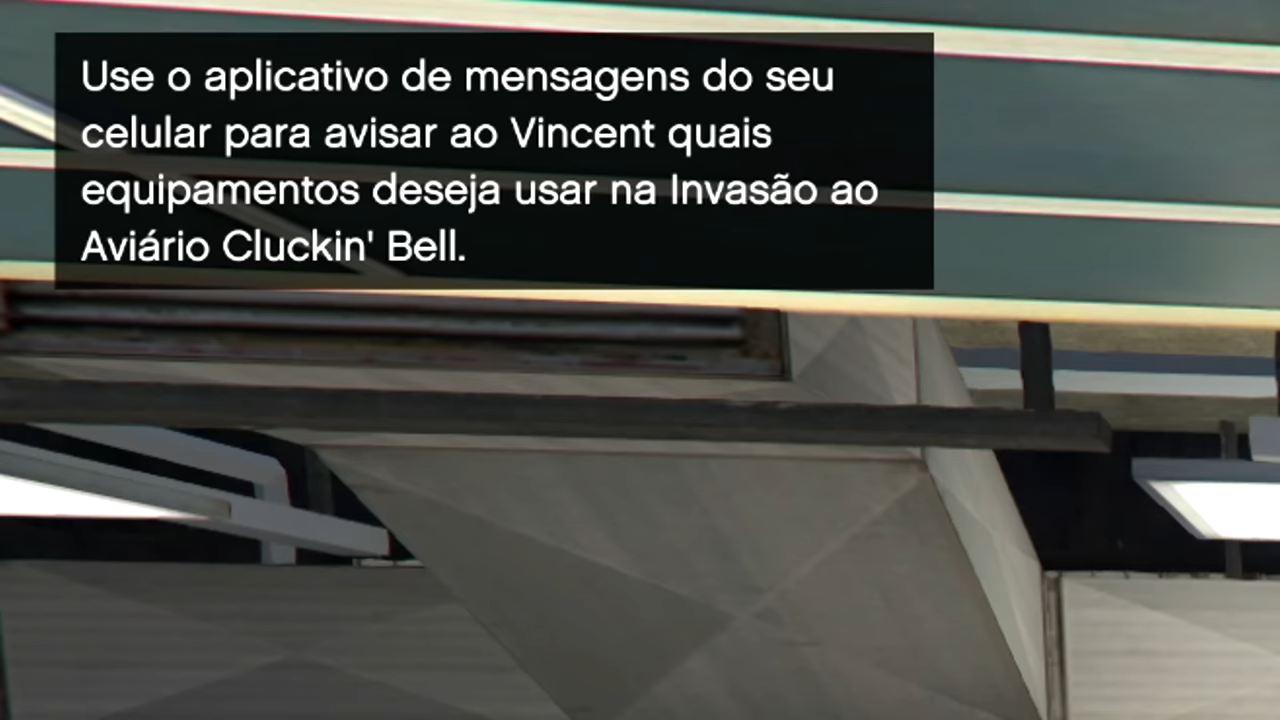 Use o aplicativo de mensagens do seu
celular para avisar ao Vincent quais
equipamentos deseja usar na Invasão ao
Aviário Cluckin' Bell.